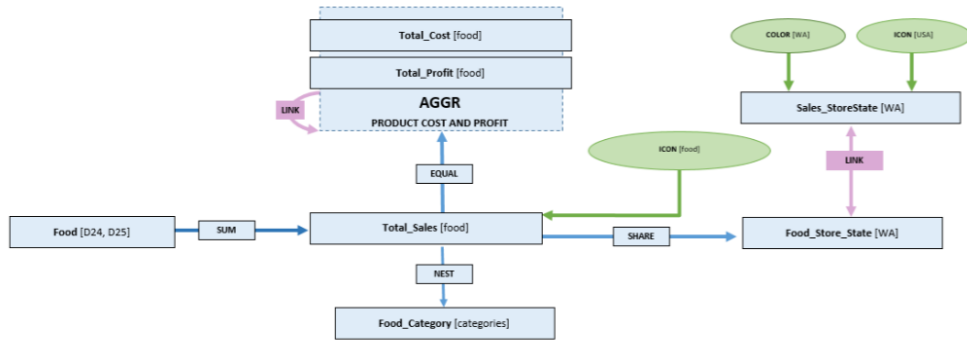 Total_Cost [food]
COLOR [WA]
ICON [USA]
Total_Profit [food]
LINK
AGGR
PRODUCT COST AND PROFIT
Sales_StoreState [WA]
ICON [food]
LINK
EQUAL
Food [D24, D25]
SUM
Total_Sales [food]
SHARE
Food_Store_State [WA]
NEST
Food_Category [categories]